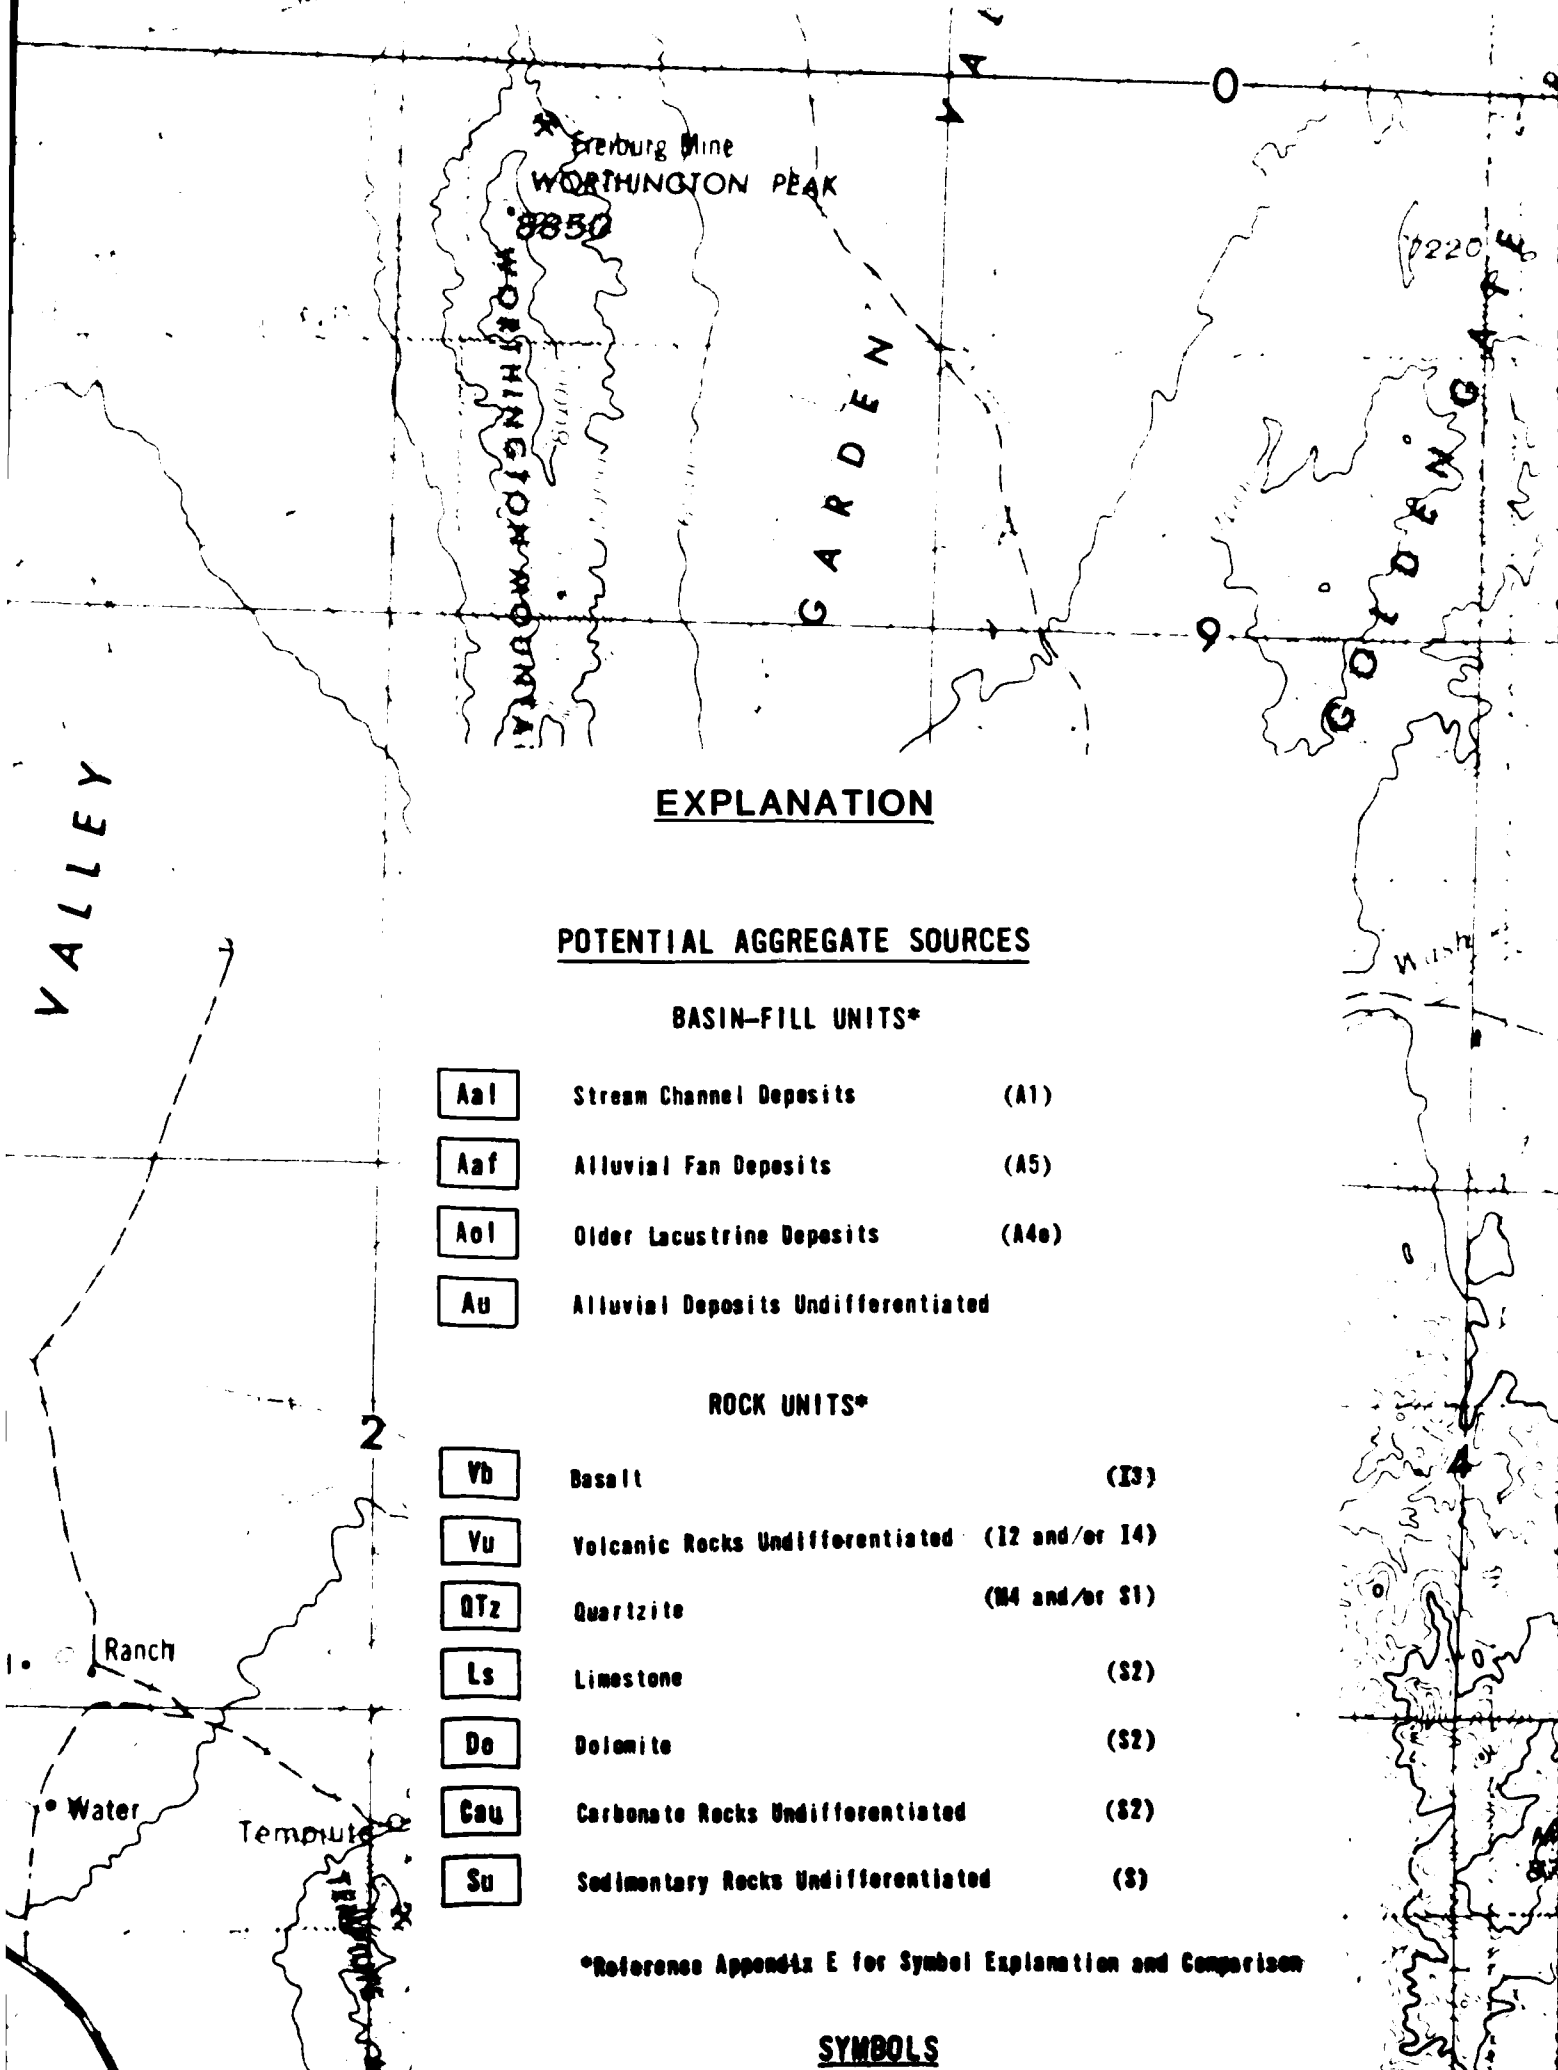 0
Freiburg Mine
WORTHINGTON PEAK
8850
WORTHINGTON MOUNTA
8000
GARDEN
7220
GOLDEN GATE
9
VALLEY
EXPLANATION
POTENTIAL AGGREGATE SOURCES
BASIN-FILL UNITS*
Aal Stream Channel Deposits (A1)
Aaf Alluvial Fan Deposits (A5)
Aol Older Lacustrine Deposits (A4o)
Au Alluvial Deposits Undifferentiated
Wash
2
ROCK UNITS*
Vb Basalt (I3)
4
Vu Volcanic Rocks Undifferentiated (I2 and/or I4)
QTz Quartzite (M4 and/or S1)
Ranch
Ls Limestone (S2)
Do Dolomite (S2)
Water
Cau Carbonate Rocks Undifferentiated (S2)
Tempiute
Su Sedimentary Rocks Undifferentiated (S)
*Reference Appendix E for Symbol Explanation and Comparison
SYMBOLS